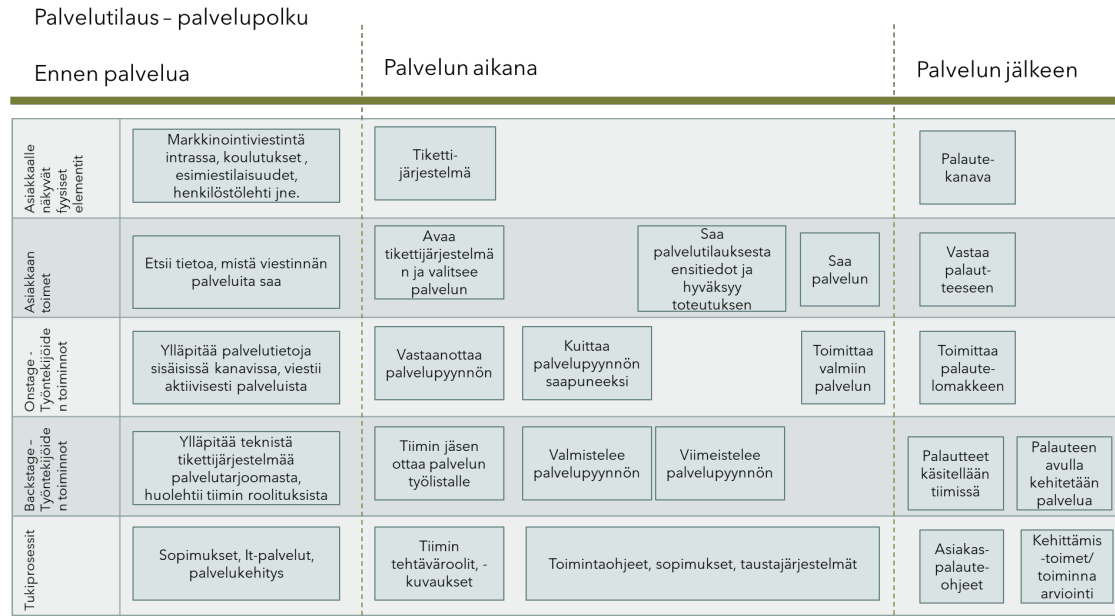 Palvelutilaus – palvelupolku
Ennen palvelua
Palvelun aikana
Palvelun jälkeen
Asiakkaalle
näkyvät
fyysiset
elementit
Markkinointiviestintä
intrassa, koulutukset ,
esimiestilaisuudet,
henkilöstölehti jne.
Tiketti-
järjestelmä
Palaute-
kanava
Asiakkaan
toimet
Etsii tietoa, mistä viestinnän
palveluita saa
Avaa
tikettijärjestelmä
n ja valitsee
palvelun
Saa
palvelutilauksesta
ensitiedot ja
hyväksyy
toteutuksen
Saa
palvelun
Vastaa
palaut-
teeseen
Onstage -
Työntekijöide
n toiminnot
Ylläpitää palvelutietoja
sisäisissä kanavissa, viestii
aktiivisesti palveluista
Vastaanottaa
palvelupyynnön
Kuittaa
palvelupyynnön
saapuneeksi
Toimittaa
valmiin
palvelun
Toimittaa
palaute-
lomakkeen
Backstage –
Työntekijöide
n toiminnot
Ylläpitää teknistä
tikettijärjestelmää
palvelutarjoomasta,
huolehtii tiimin roolituksista
Tiimin jäsen
ottaa palvelun
työlistalle
Valmistelee
palvelupyynnön
Viimeistelee
palvelupyynnön
Palautteet
käsitellään
tiimissä
Palauteen
avulla
kehitetään
palvelua
Tukiprosessit
Sopimukset, It-palvelut,
palvelukehitys
Tiimin
tehtäväroolit, -
kuvaukset
Toimintaohjeet, sopimukset, taustajärjestelmät
Asiakas-
palaute-
ohjeet
Kehittämis
-toimet/
toiminna
arviointi